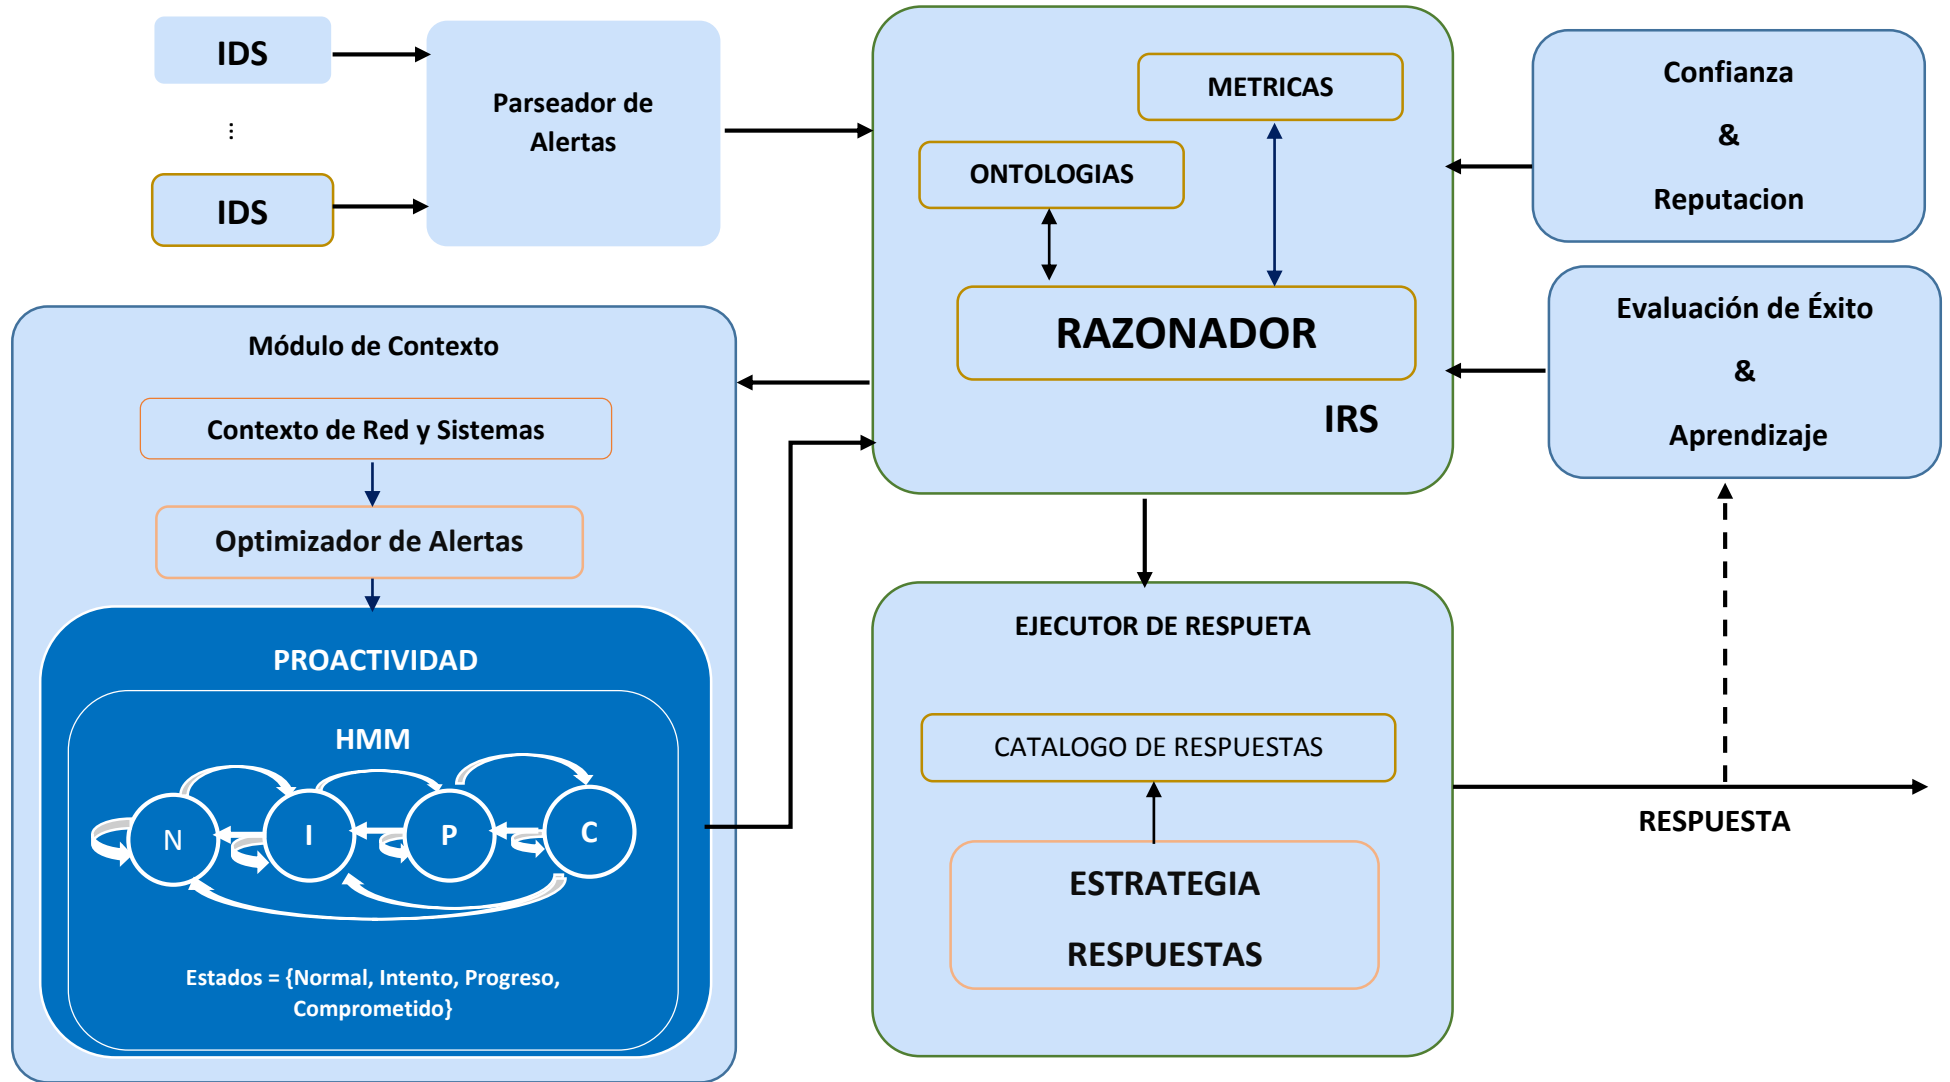 IDS
...
IDS
Parseador de
Alertas
METRICAS
ONTOLOGIAS
RAZONADOR
IRS
Confianza
&
Reputacion
Evaluación de Éxito
&
Aprendizaje
Módulo de Contexto
Contexto de Red y Sistemas
Optimizador de Alertas
PROACTIVIDAD
HMM
N
I
P
C
Estados = {Normal, Intento, Progreso,
Comprometido}
EJECUTOR DE RESPUETA
CATALOGO DE RESPUESTAS
ESTRATEGIA
RESPUESTAS
RESPUESTA